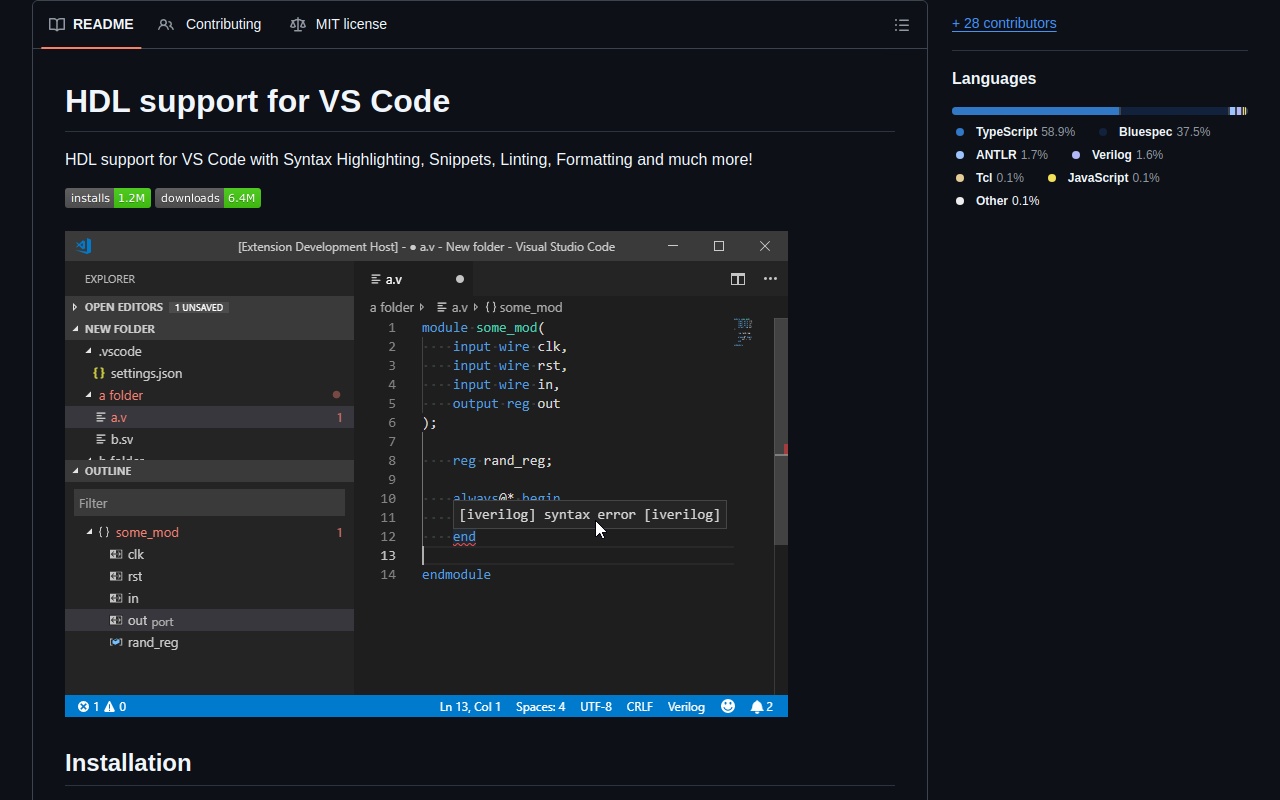 README
Contributing
MIT license
+ 28 contributors
Languages
TypeScript 58.9%
Bluespec 37.5%
ANTLR 1.7%
Verilog 1.6%
Tcl 0.1%
JavaScript 0.1%
Other 0.1%
HDL support for VS Code
HDL support for VS Code with Syntax Highlighting, Snippets, Linting, Formatting and much more!
installs 1.2M
downloads 6.4M
[Extension Development Host] - ● a.v - New folder - Visual Studio Code
EXPLORER
OPEN EDITORS 1 UNSAVED
NEW FOLDER
.vscode
{} settings.json
a folder
a.v 1
b.sv
b folder
OUTLINE
Filter
{} some_mod 1
clk
rst
in
out port
rand_reg
a.v
a folder a.v {} some_mod
1 module some_mod(
2 input wire clk,
3 input wire rst,
4 input wire in,
5 output reg out
6 );
7
8 reg rand_reg;
9
10 always@* begin
11 [iverilog] syntax error [iverilog]
12 end
13
14 endmodule
1 0 Ln 13, Col 1 Spaces: 4 UTF-8 CRLF Verilog 2
Installation